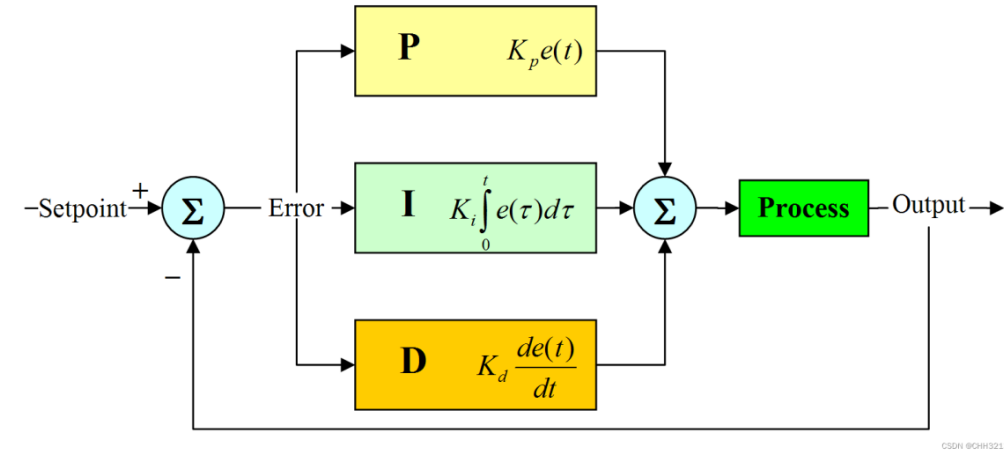 P K_p e(t)
+
–Setpoint
Σ
Error
I K_i ∫_0^t e(τ)dτ
Σ
Process
Output
−
D K_d de(t)/dt
CSDN @CHH321